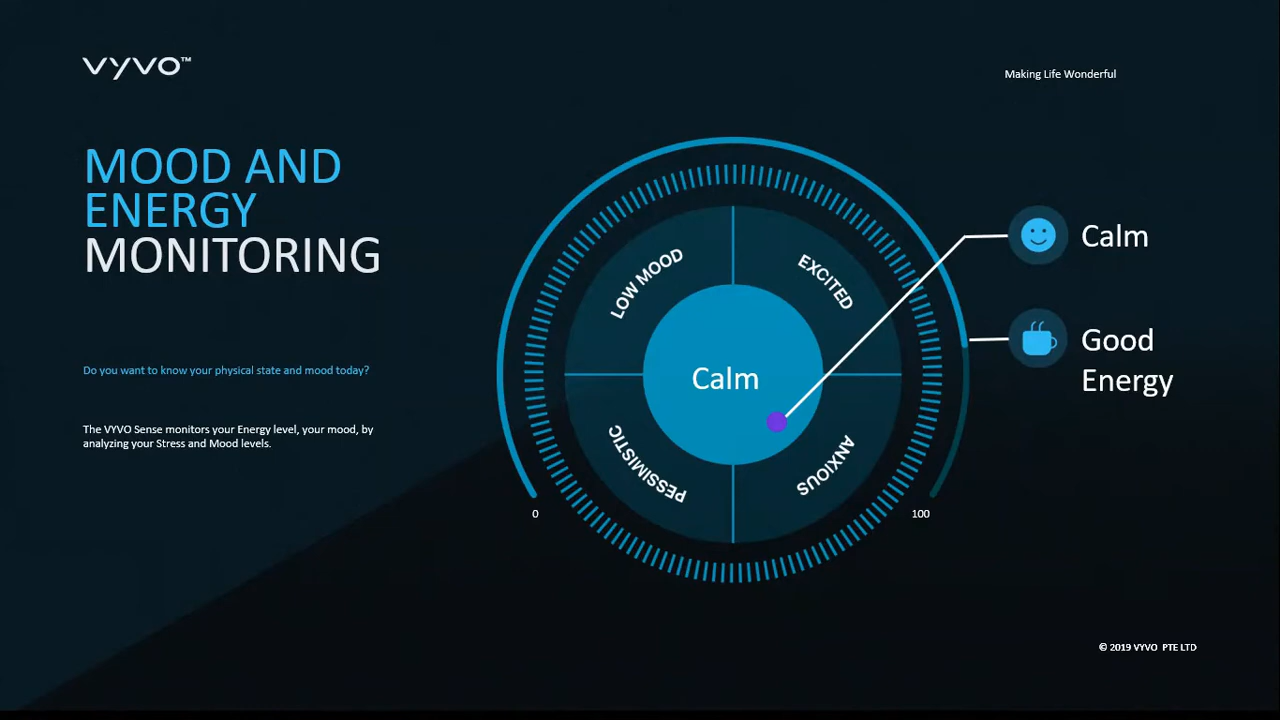 VYVO™
Making Life Wonderful
MOOD AND
ENERGY
MONITORING
Do you want to know your physical state and mood today?
The VYVO Sense monitors your Energy level, your mood, by
analyzing your Stress and Mood levels.
LOW MOOD
EXCITED
Calm
PESSIMISTIC
ANXIOUS
0
100
Calm
Good
Energy
© 2019 VYVO PTE LTD